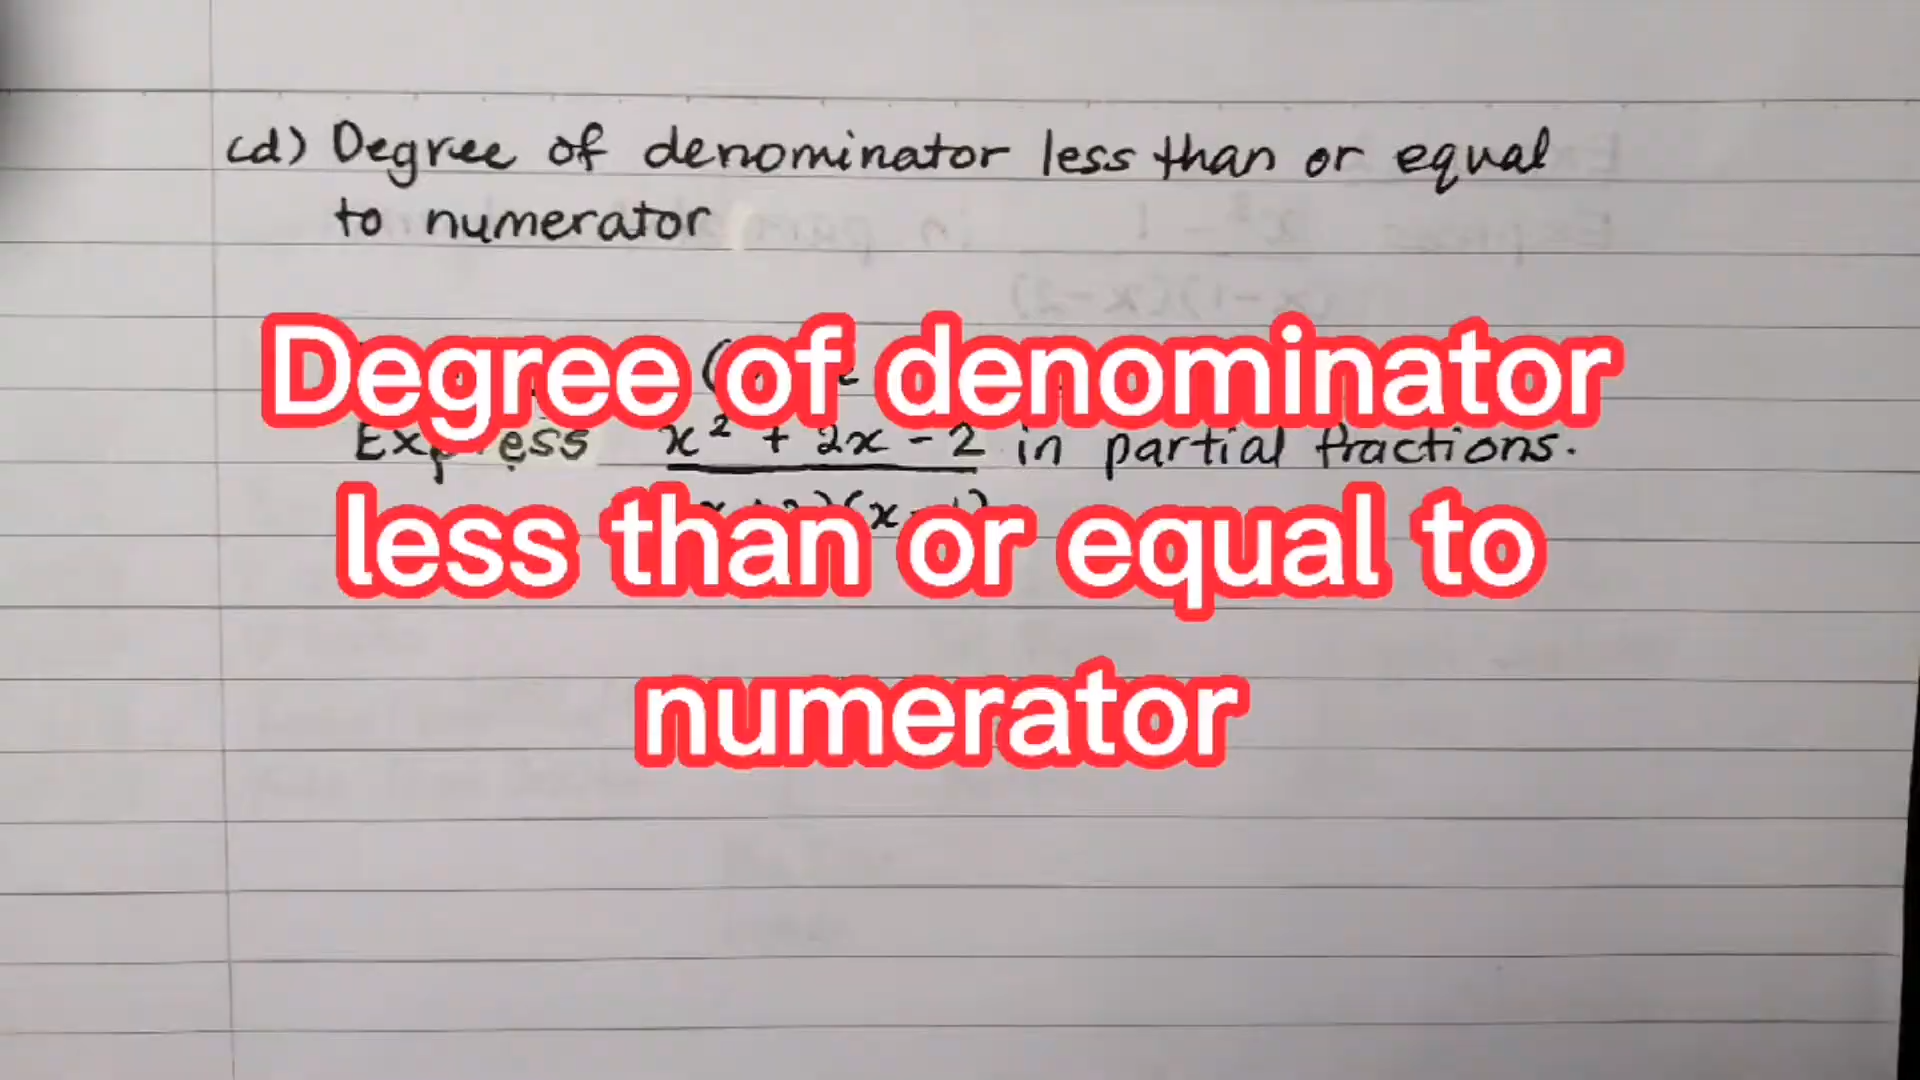 (d) Degree of denominator less than or equal
to numerator
Degree of denominator
Express x² + 2x - 2 in partial fractions.
less than or equal to
numerator